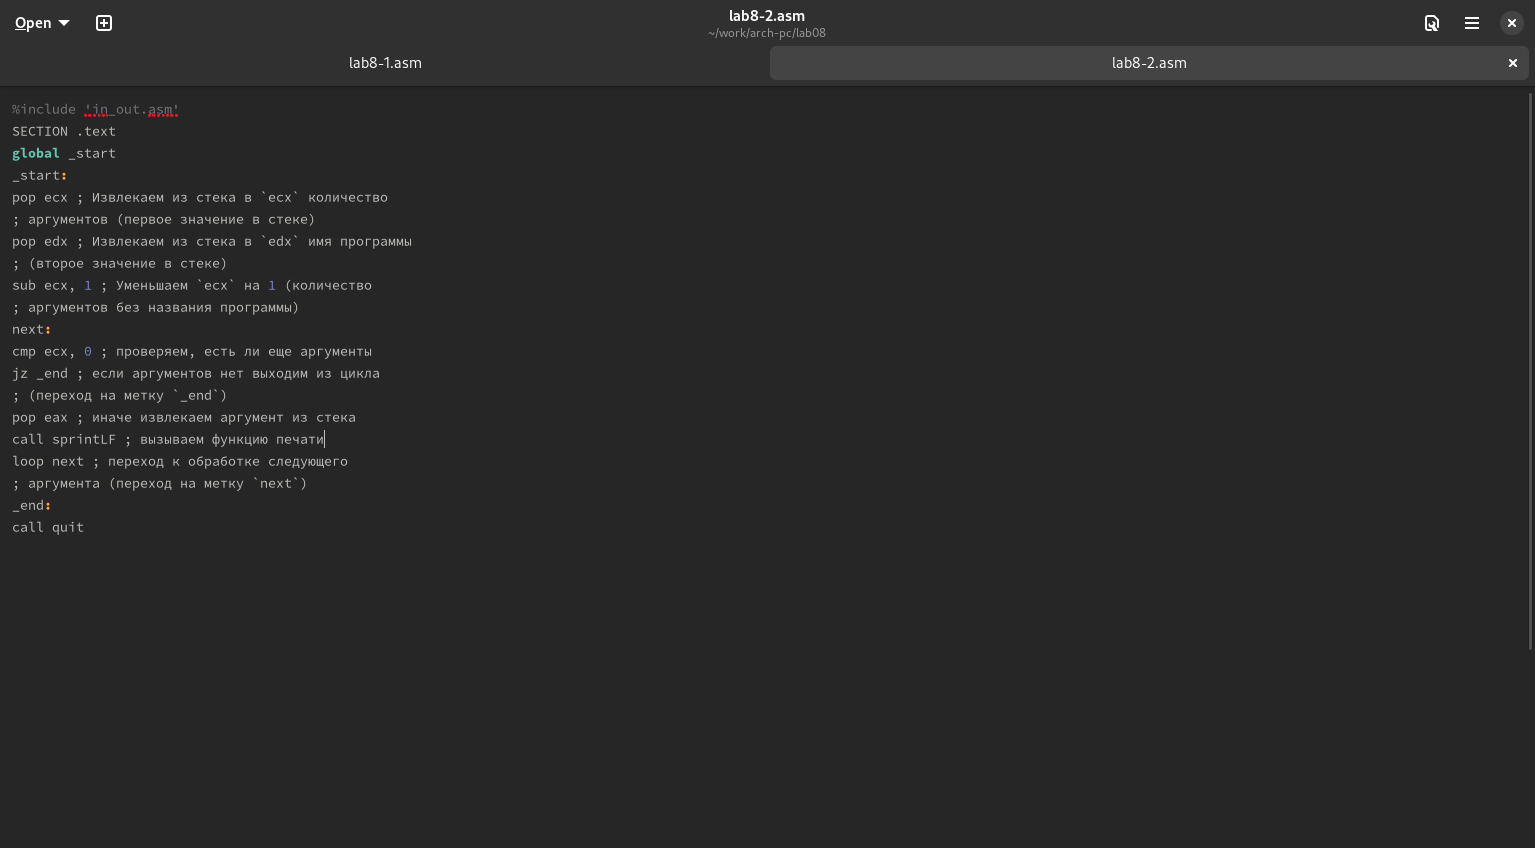 Open
lab8-2.asm
~/work/arch-pc/lab08
lab8-1.asm
lab8-2.asm
%include 'in_out.asm'
SECTION .text
global _start
_start:
pop ecx ; Извлекаем из стека в `ecx` количество
; аргументов (первое значение в стеке)
pop edx ; Извлекаем из стека в `edx` имя программы
; (второе значение в стеке)
sub ecx, 1 ; Уменьшаем `ecx` на 1 (количество
; аргументов без названия программы)
next:
cmp ecx, 0 ; проверяем, есть ли еще аргументы
jz _end ; если аргументов нет выходим из цикла
; (переход на метку `_end`)
pop eax ; иначе извлекаем аргумент из стека
call sprintLF ; вызываем функцию печати
loop next ; переход к обработке следующего
; аргумента (переход на метку `next`)
_end:
call quit